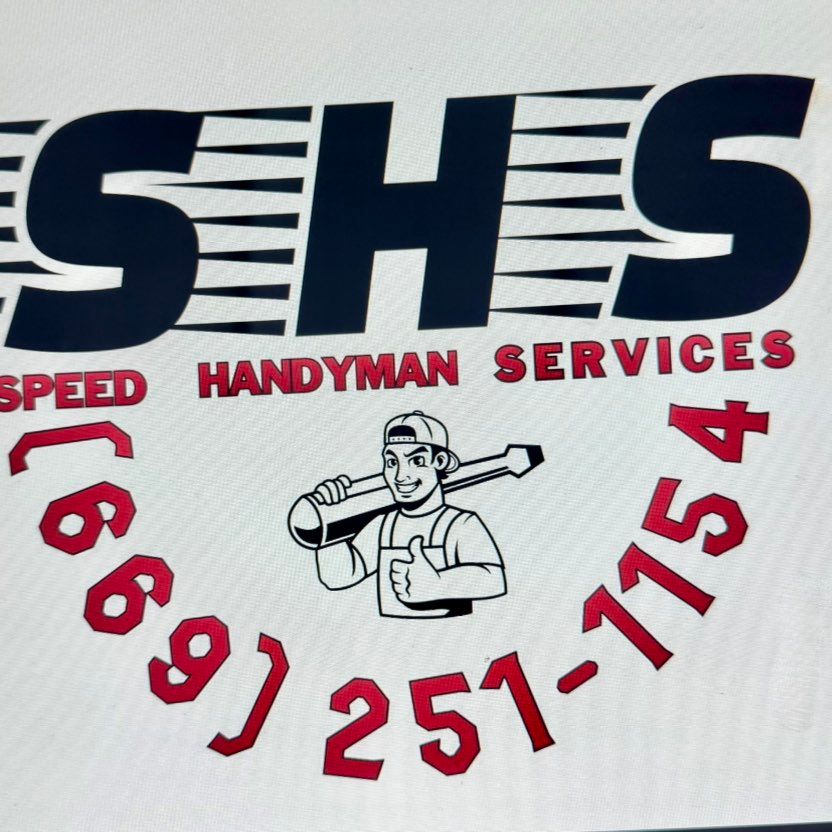 SHS
SPEED HANDYMAN SERVICES
(669) 251-1154